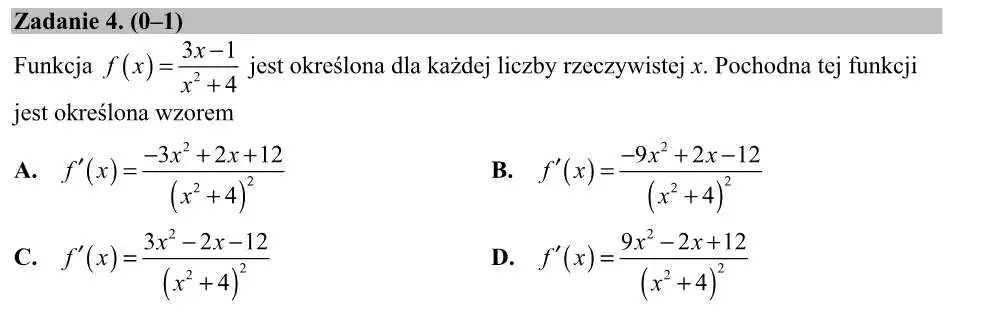 Zadanie 4. (0–1)
Funkcja f(x) = (3x−1)/(x²+4) jest określona dla każdej liczby rzeczywistej x. Pochodna tej funkcji
jest określona wzorem
A. f′(x) = (−3x²+2x+12)/(x²+4)² B. f′(x) = (−9x²+2x−12)/(x²+4)²
C. f′(x) = (3x²−2x−12)/(x²+4)² D. f′(x) = (9x²−2x+12)/(x²+4)²